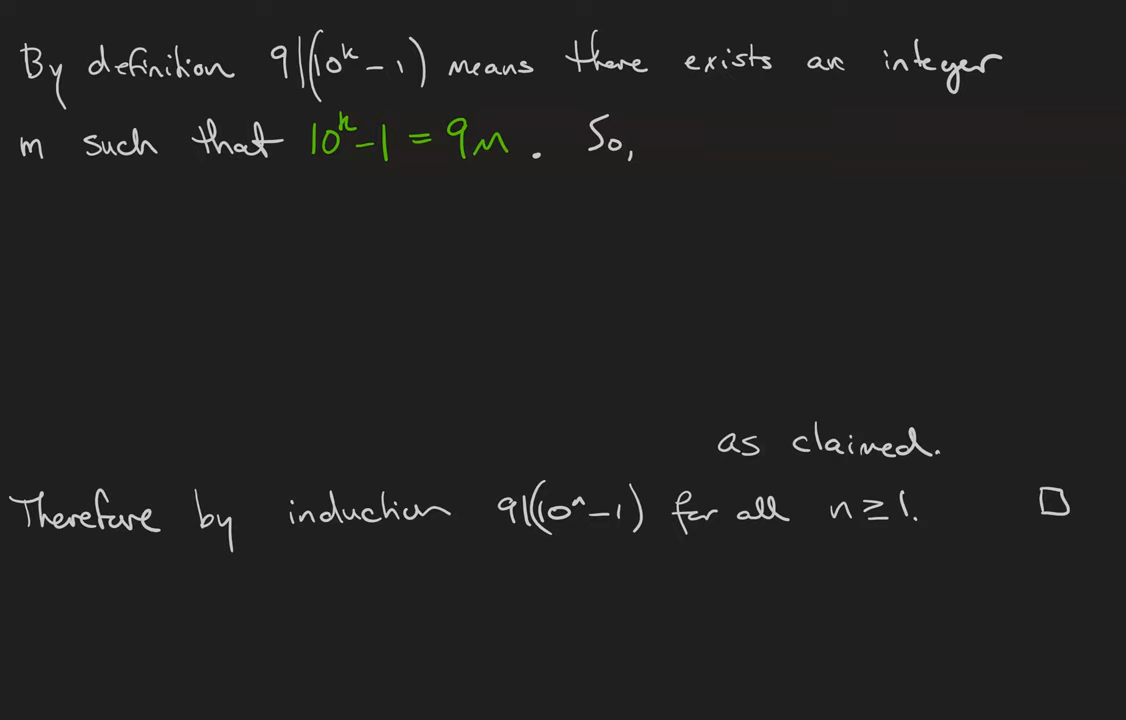 By definition 9|(10^k - 1) means there exists an integer
m such that 10^k - 1 = 9m. So,
as claimed.
Therefore by induction 9|(10^n - 1) for all n ≥ 1. □